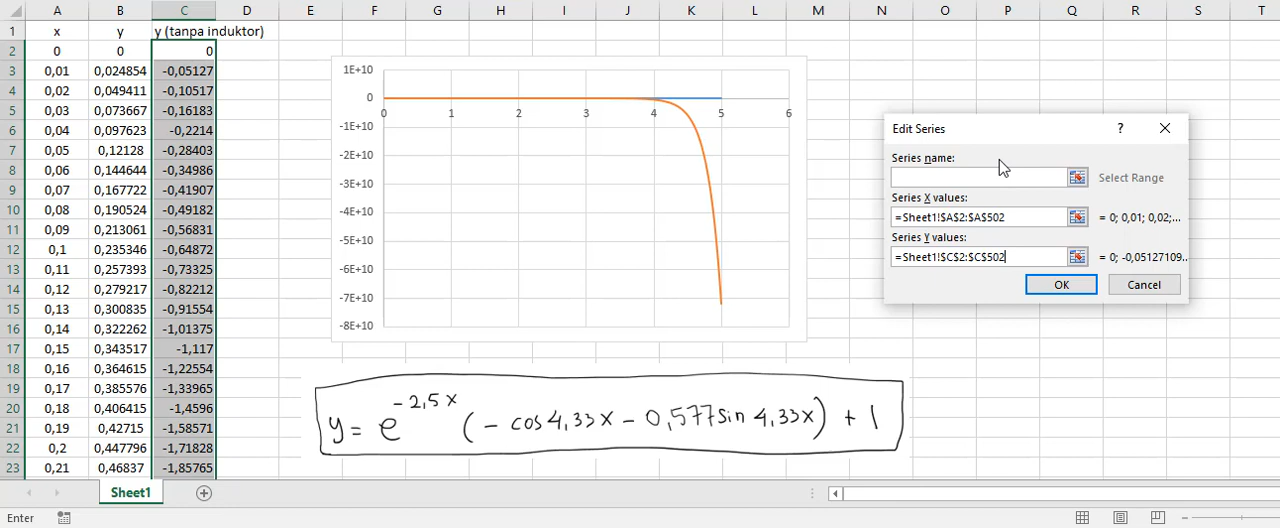 A B C D E F G H I J K L M N O P Q R S T
1 x y y (tanpa induktor)
2 0 0 0
3 0,01 0,024854 -0,05127
4 0,02 0,049411 -0,10517
5 0,03 0,073667 -0,16183
6 0,04 0,097623 -0,2214
7 0,05 0,12128 -0,28403
8 0,06 0,144644 -0,34986
9 0,07 0,167722 -0,41907
10 0,08 0,190524 -0,49182
11 0,09 0,213061 -0,56831
12 0,1 0,235346 -0,64872
13 0,11 0,257393 -0,73325
14 0,12 0,279217 -0,82212
15 0,13 0,300835 -0,91554
16 0,14 0,322262 -1,01375
17 0,15 0,343517 -1,117
18 0,16 0,364615 -1,22554
19 0,17 0,385576 -1,33965
20 0,18 0,406415 -1,4596
21 0,19 0,42715 -1,58571
22 0,2 0,447796 -1,71828
23 0,21 0,46837 -1,85765
1E+10
0
-1E+10
-2E+10
-3E+10
-4E+10
-5E+10
-6E+10
-7E+10
-8E+10
0 1 2 3 4 5 6
Edit Series ? ×
Series name:
Select Range
Series X values:
=Sheet1!$A$2:$A$502 = 0; 0,01; 0,02;...
Series Y values:
=Sheet1!$C$2:$C$502 = 0; -0,05127109...
OK Cancel
y = e^-2,5x (- cos 4,33x - 0,577 sin 4,33x) + 1
Sheet1
Enter